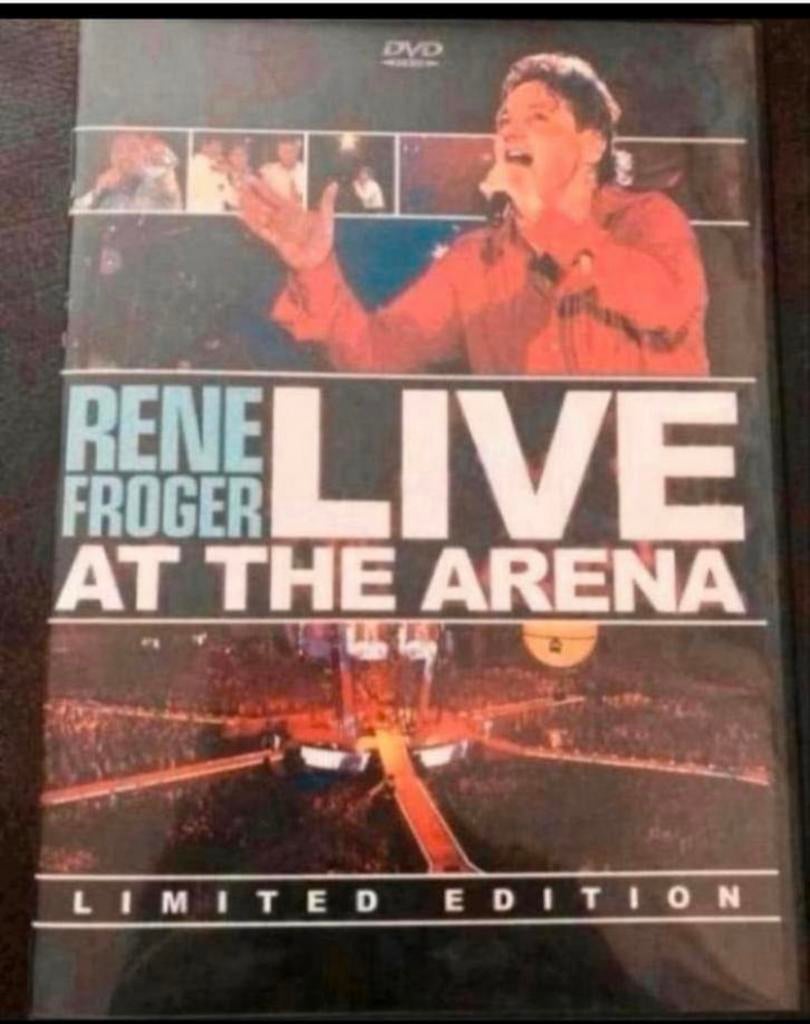 DVD
RENE
FROGER
LIVE
AT THE ARENA
LIMITED EDITION